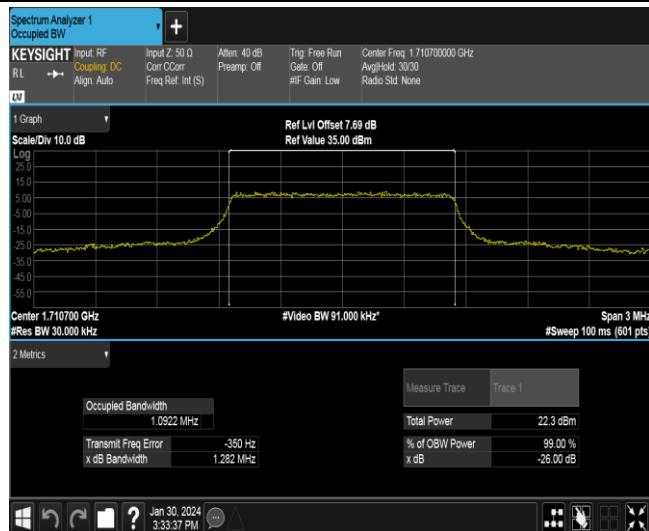 Spectrum Analyzer 1
Occupied BW
+
KEYSIGHT Input: RF Input Z: 50 Ω Atten: 40 dB Trig: Free Run Center Freq: 1.710700000 GHz
RL Coupling: DC Corr CCorr Preamp: Off Gate: Off Avg|Hold: 30/30
Align: Auto Freq Ref: Int (S) #IF Gain: Low Radio Std: None
1 Graph
Ref Lvl Offset 7.69 dB
Scale/Div 10.0 dB Ref Value 35.00 dBm
Log
25.0
15.0
5.00
-5.00
-15.0
-25.0
-35.0
-45.0
-55.0
Center 1.710700 GHz #Video BW 91.000 kHz* Span 3 MHz
#Res BW 30.000 kHz #Sweep 100 ms (601 pts)
2 Metrics
Measure Trace Trace 1
Occupied Bandwidth
1.0922 MHz Total Power 22.3 dBm
Transmit Freq Error -350 Hz % of OBW Power 99.00 %
x dB Bandwidth 1.282 MHz x dB -26.00 dB
? Jan 30, 2024
3:33:37 PM